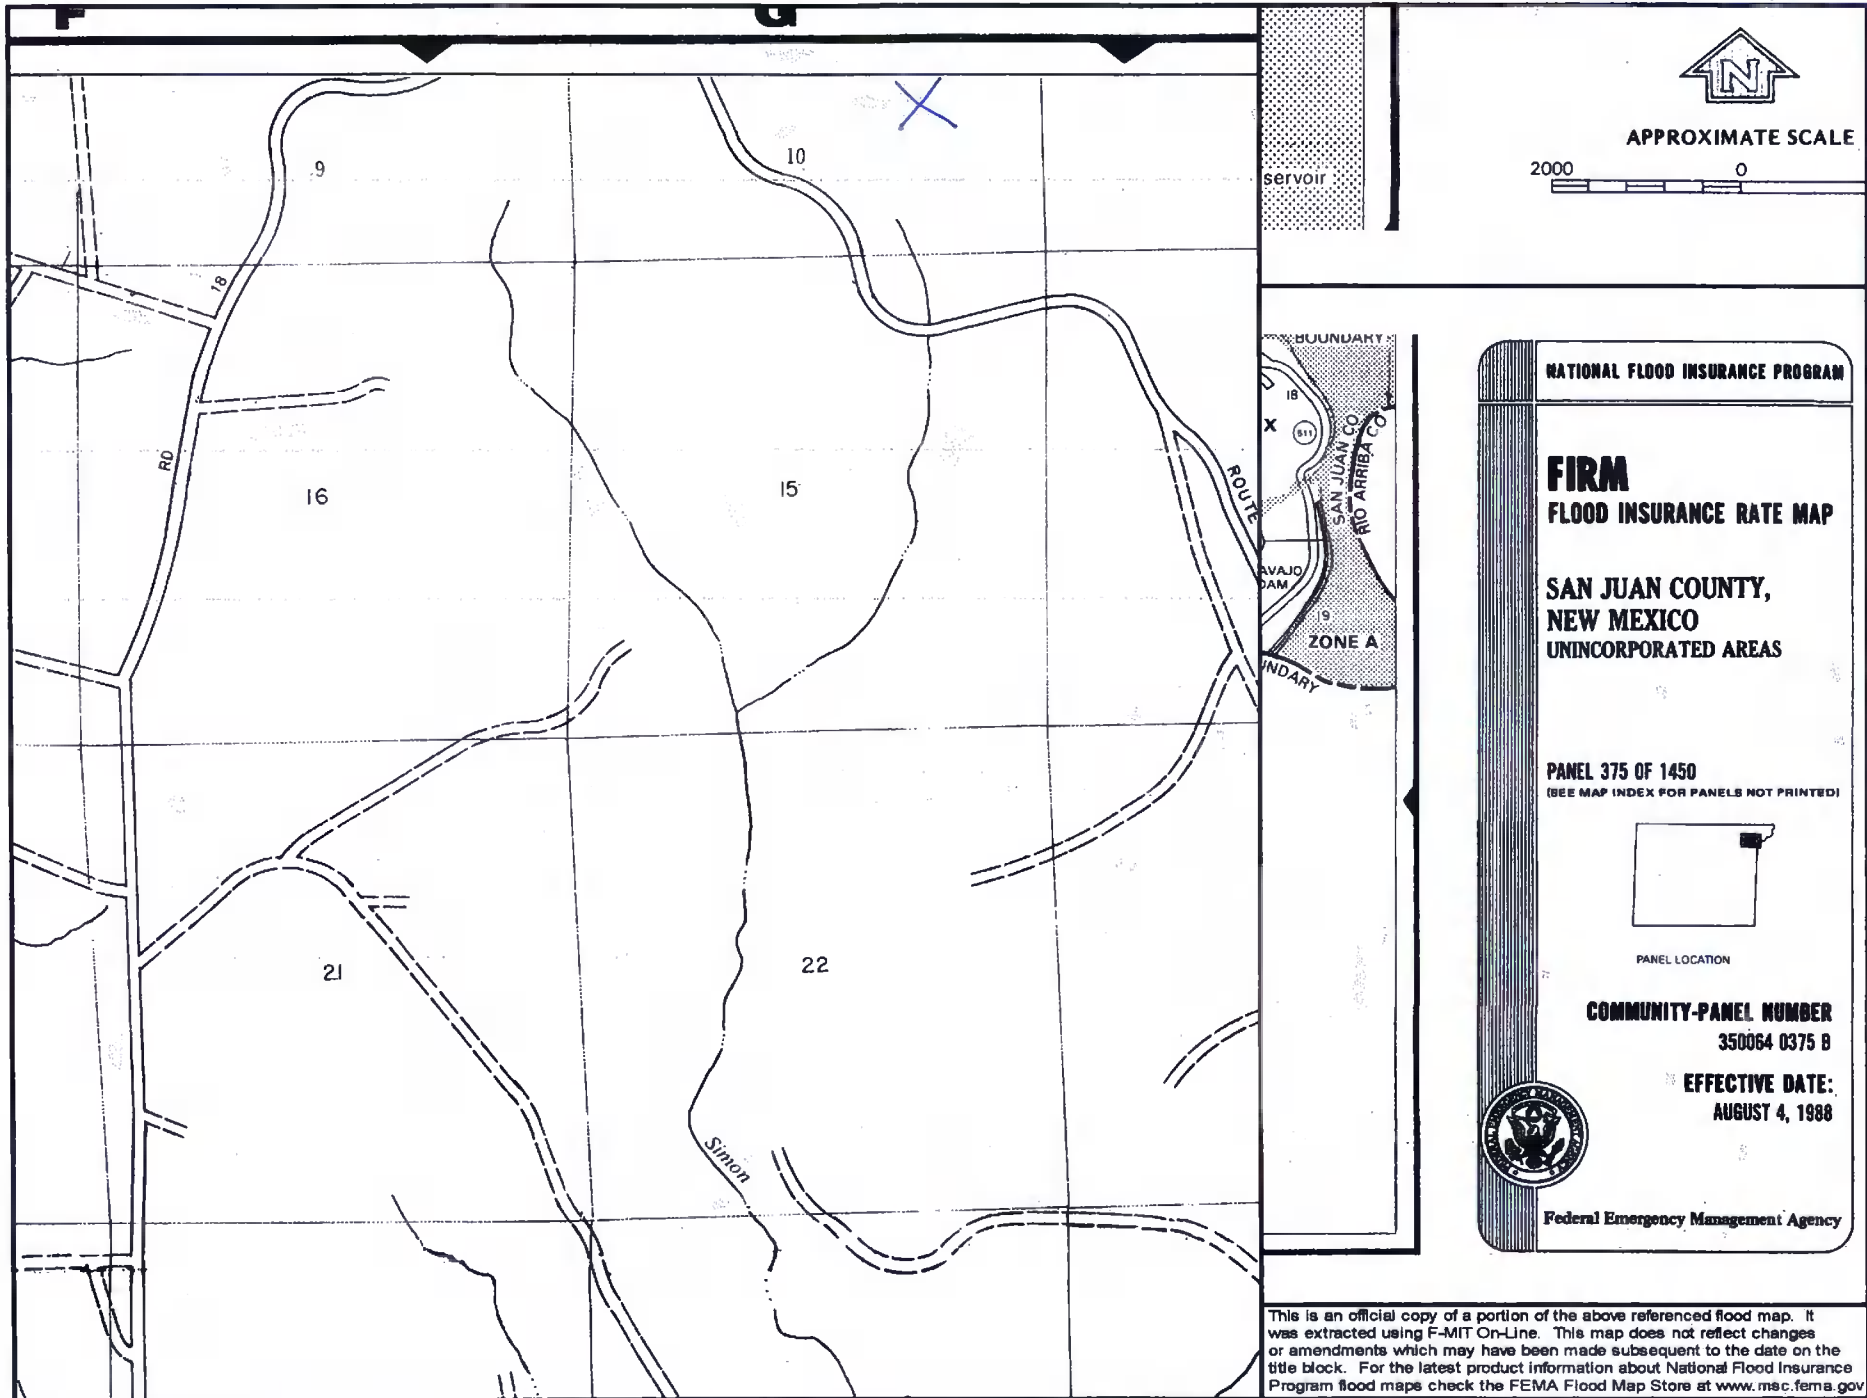 F
G
9
10
18
RD
16
15
ROUTE
21
22
Simon
servoir
BOUNDARY
18
X
511
SAN JUAN CO
RIO ARRIBA CO
AVAJO
DAM
19
ZONE A
UNDARY
N
APPROXIMATE SCALE
2000 0
NATIONAL FLOOD INSURANCE PROGRAM
FIRM
FLOOD INSURANCE RATE MAP
SAN JUAN COUNTY,
NEW MEXICO
UNINCORPORATED AREAS
PANEL 375 OF 1450
(SEE MAP INDEX FOR PANELS NOT PRINTED)
PANEL LOCATION
COMMUNITY-PANEL NUMBER
350064 0375 B
EFFECTIVE DATE:
AUGUST 4, 1988
FEDERAL EMERGENCY MANAGEMENT AGENCY
Federal Emergency Management Agency
This is an official copy of a portion of the above referenced flood map. It
was extracted using F-MIT On-Line. This map does not reflect changes
or amendments which may have been made subsequent to the date on the
title block. For the latest product information about National Flood Insurance
Program flood maps check the FEMA Flood Map Store at www.msc.fema.gov